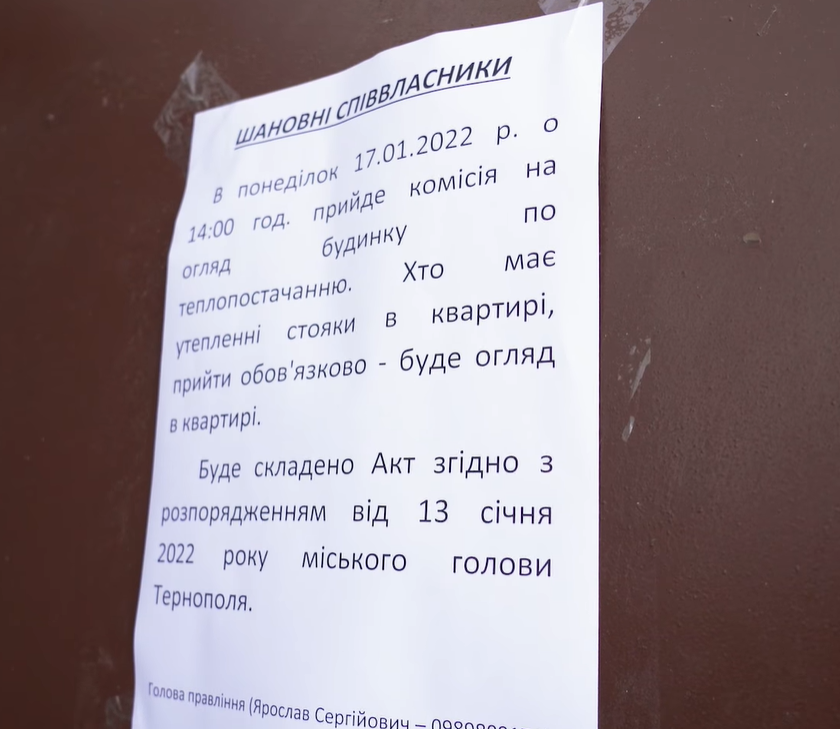 ШАНОВНІ СПІВВЛАСНИКИ
В понеділок 17.01.2022 р. о
14:00 год. прийде комісія на
огляд будинку по
теплопостачанню. Хто має
утепленні стояки в квартирі,
прийти обов'язково - буде огляд
в квартирі.
Буде складено Акт згідно з
розпорядженням від 13 січня
2022 року міського голови
Тернополя.
Голова правління (Ярослав Сергійович –